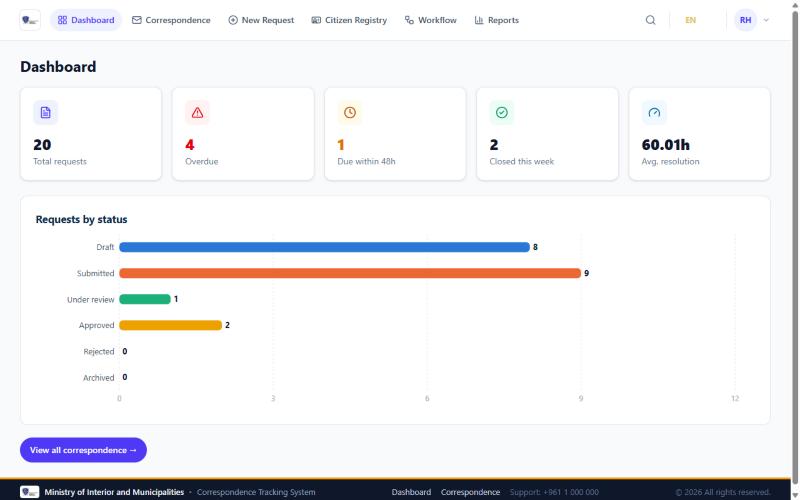 Dashboard
Correspondence
New Request
Citizen Registry
Workflow
Reports
EN
RH
Dashboard
20
Total requests
4
Overdue
1
Due within 48h
2
Closed this week
60.01h
Avg. resolution
Requests by status
Draft 8
Submitted 9
Under review 1
Approved 2
Rejected 0
Archived 0
0 3 6 9 12
View all correspondence →
Ministry of Interior and Municipalities • Correspondence Tracking System
Dashboard Correspondence Support: +961 1 000 000
© 2026 All rights reserved.